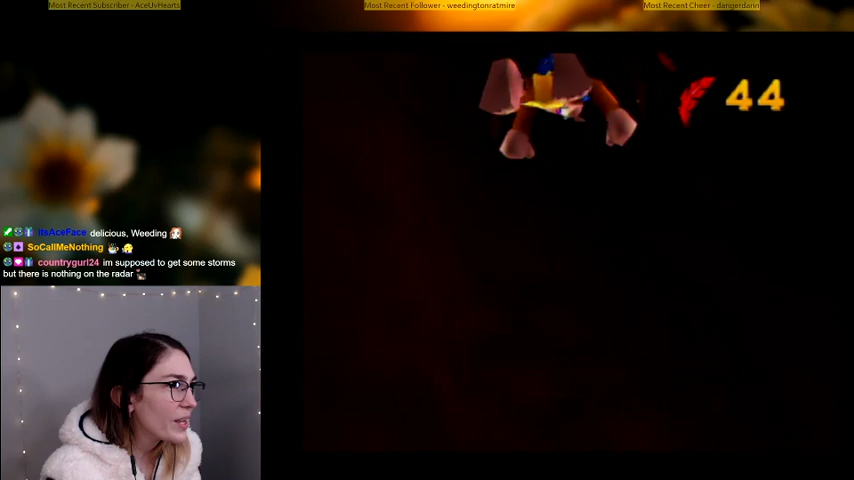 Most Recent Subscriber - AceUvHearts
Most Recent Follower - weedingtonratmire
Most Recent Cheer - dangerdann
44
itsAceFace delicious, Weeding
SoCallMeNothing
countrygurl24 im supposed to get some storms
but there is nothing on the radar